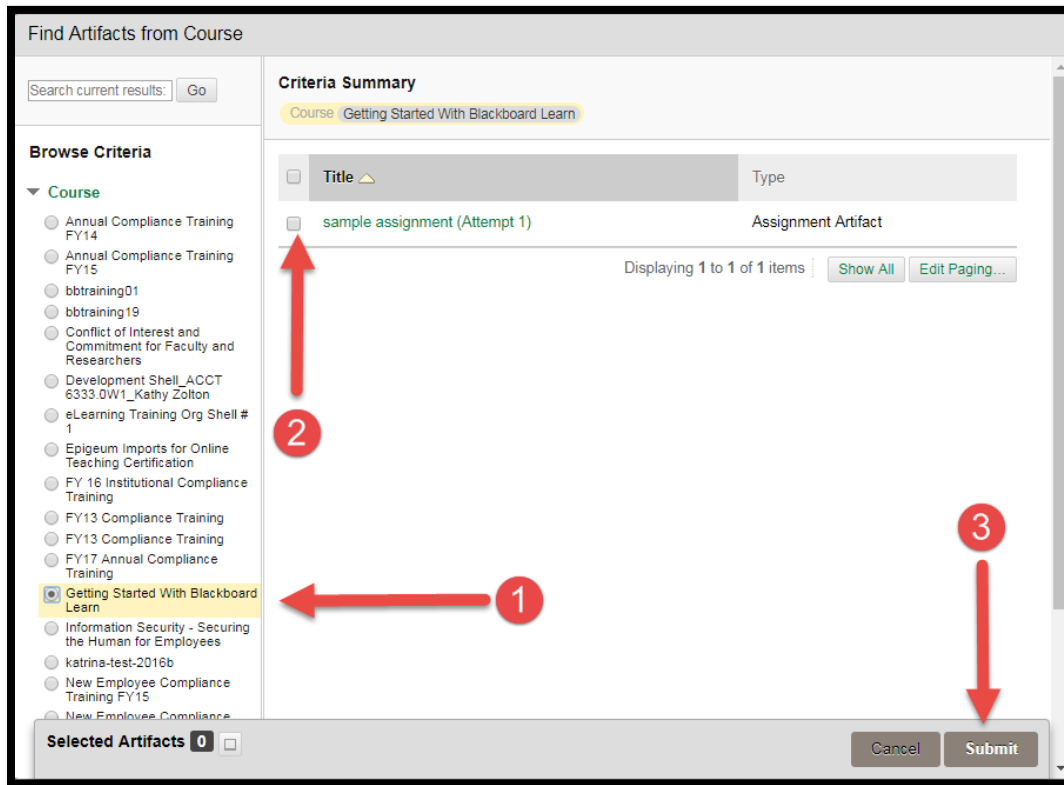 Find Artifacts from Course
Search current results:
Go
Browse Criteria
Course
Annual Compliance Training
FY14
Annual Compliance Training
FY15
bbtraining01
bbtraining19
Conflict of Interest and
Commitment for Faculty and
Researchers
Development Shell_ACCT
6333.0W1_Kathy Zolton
eLearning Training Org Shell #
1
Epigeum Imports for Online
Teaching Certification
FY 16 Institutional Compliance
Training
FY13 Compliance Training
FY13 Compliance Training
FY17 Annual Compliance
Training
Getting Started With Blackboard
Learn
Information Security - Securing
the Human for Employees
katrina-test-2016b
New Employee Compliance
Training FY15
New Employee Compliance
Criteria Summary
Course Getting Started With Blackboard Learn
Title Type
sample assignment (Attempt 1) Assignment Artifact
Displaying 1 to 1 of 1 items Show All Edit Paging...
2
1
3
Selected Artifacts 0
Cancel Submit